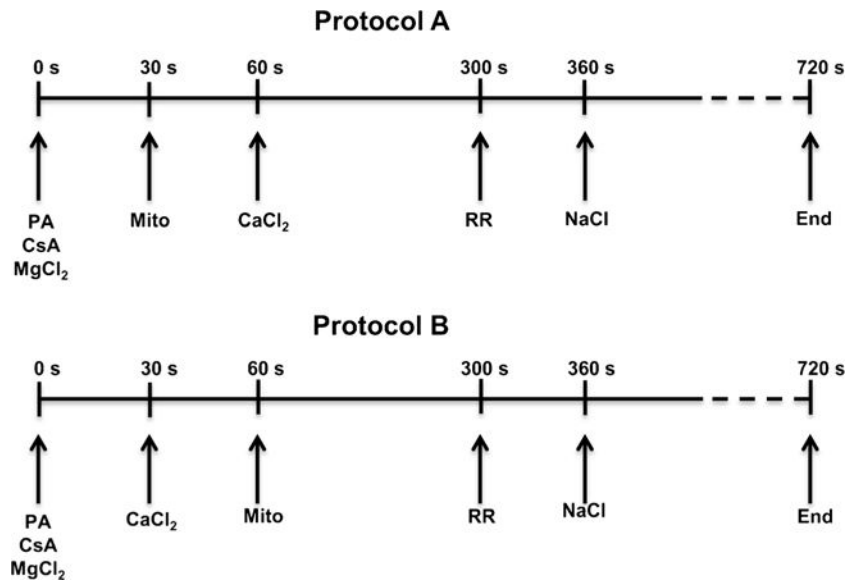 Protocol A
0 s 30 s 60 s 300 s 360 s 720 s
PA Mito CaCl₂ RR NaCl End
CsA
MgCl₂
Protocol B
0 s 30 s 60 s 300 s 360 s 720 s
PA CaCl₂ Mito RR NaCl End
CsA
MgCl₂